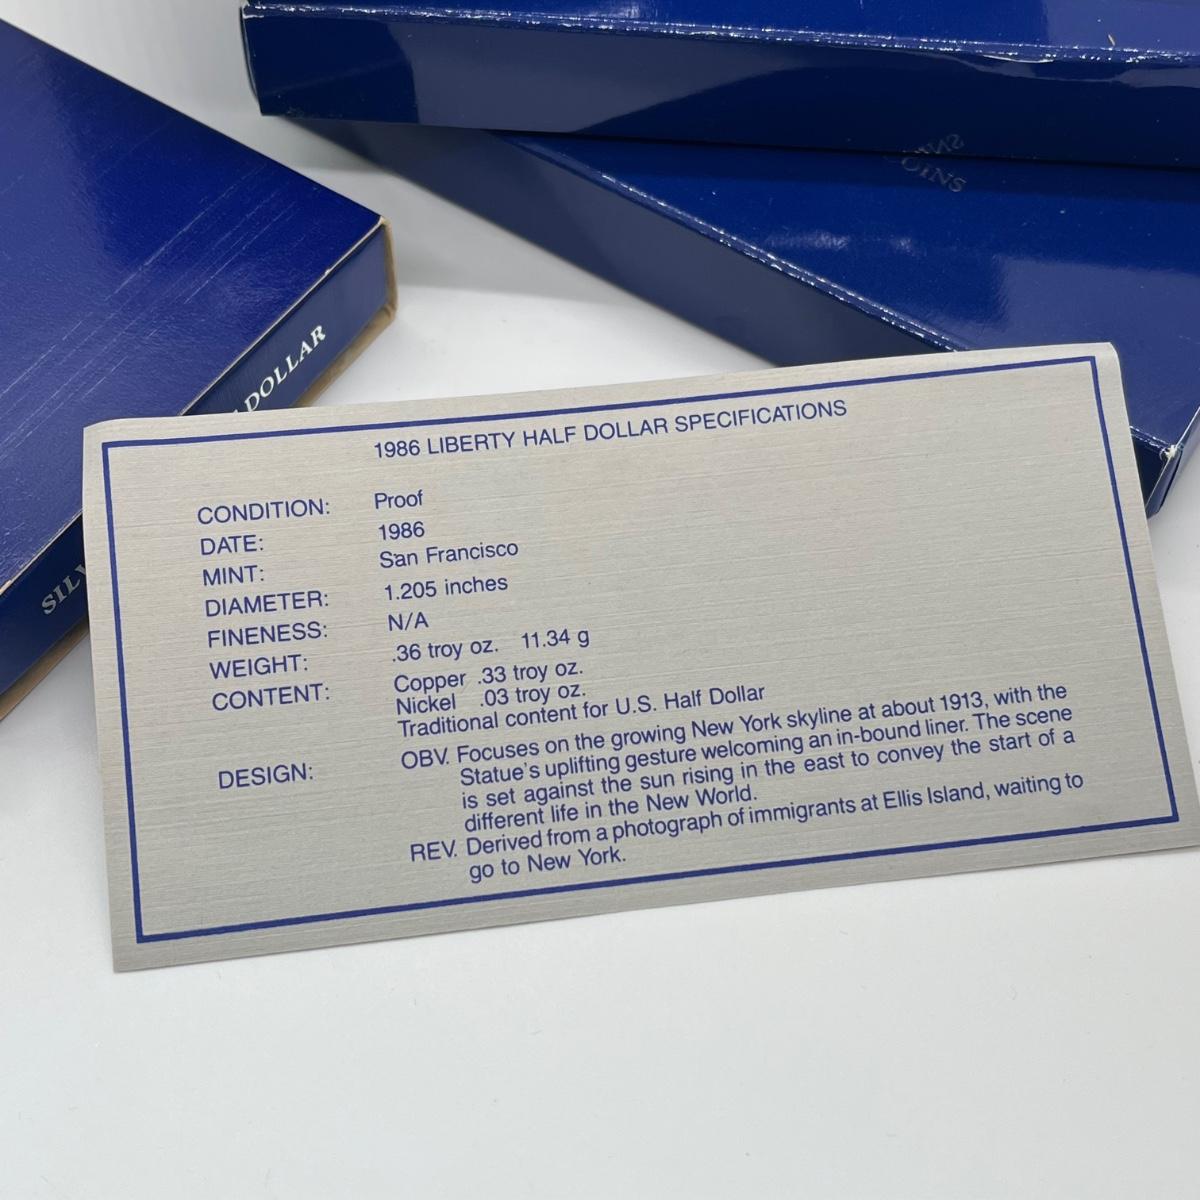 COINS
DOLLAR
1986 LIBERTY HALF DOLLAR SPECIFICATIONS
CONDITION: Proof
DATE: 1986
MINT: San Francisco
DIAMETER: 1.205 inches
FINENESS: N/A
WEIGHT: .36 troy oz. 11.34 g
CONTENT: Copper .33 troy oz.
Nickel .03 troy oz.
Traditional content for U.S. Half Dollar
DESIGN: OBV. Focuses on the growing New York skyline at about 1913, with the
Statue's uplifting gesture welcoming an in-bound liner. The scene
is set against the sun rising in the east to convey the start of a
different life in the New World.
REV. Derived from a photograph of immigrants at Ellis Island, waiting to
go to New York.
SILV